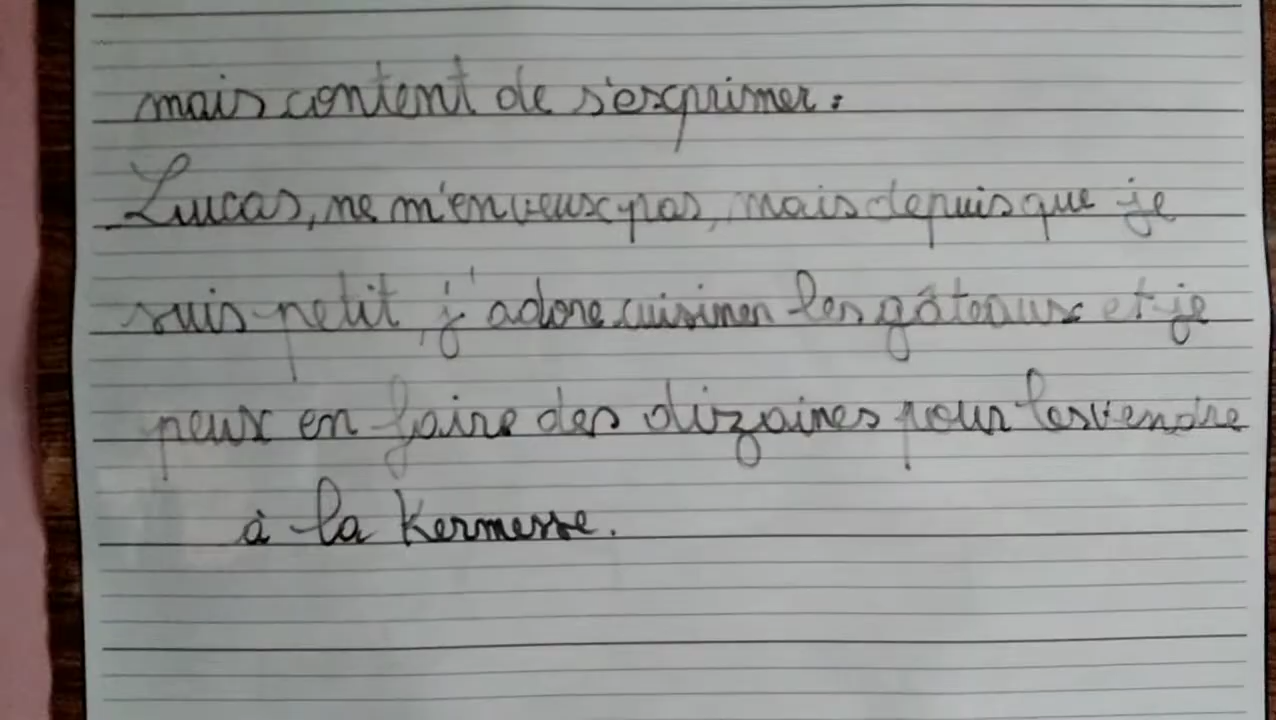 mais content de s'exprimer :
Lucas, ne m'en veux pas, mais depuis que je
suis petit, j'adore cuisiner les gâteaux et je
peux en faire des dizaines pour les vendre
à la Kermesse.